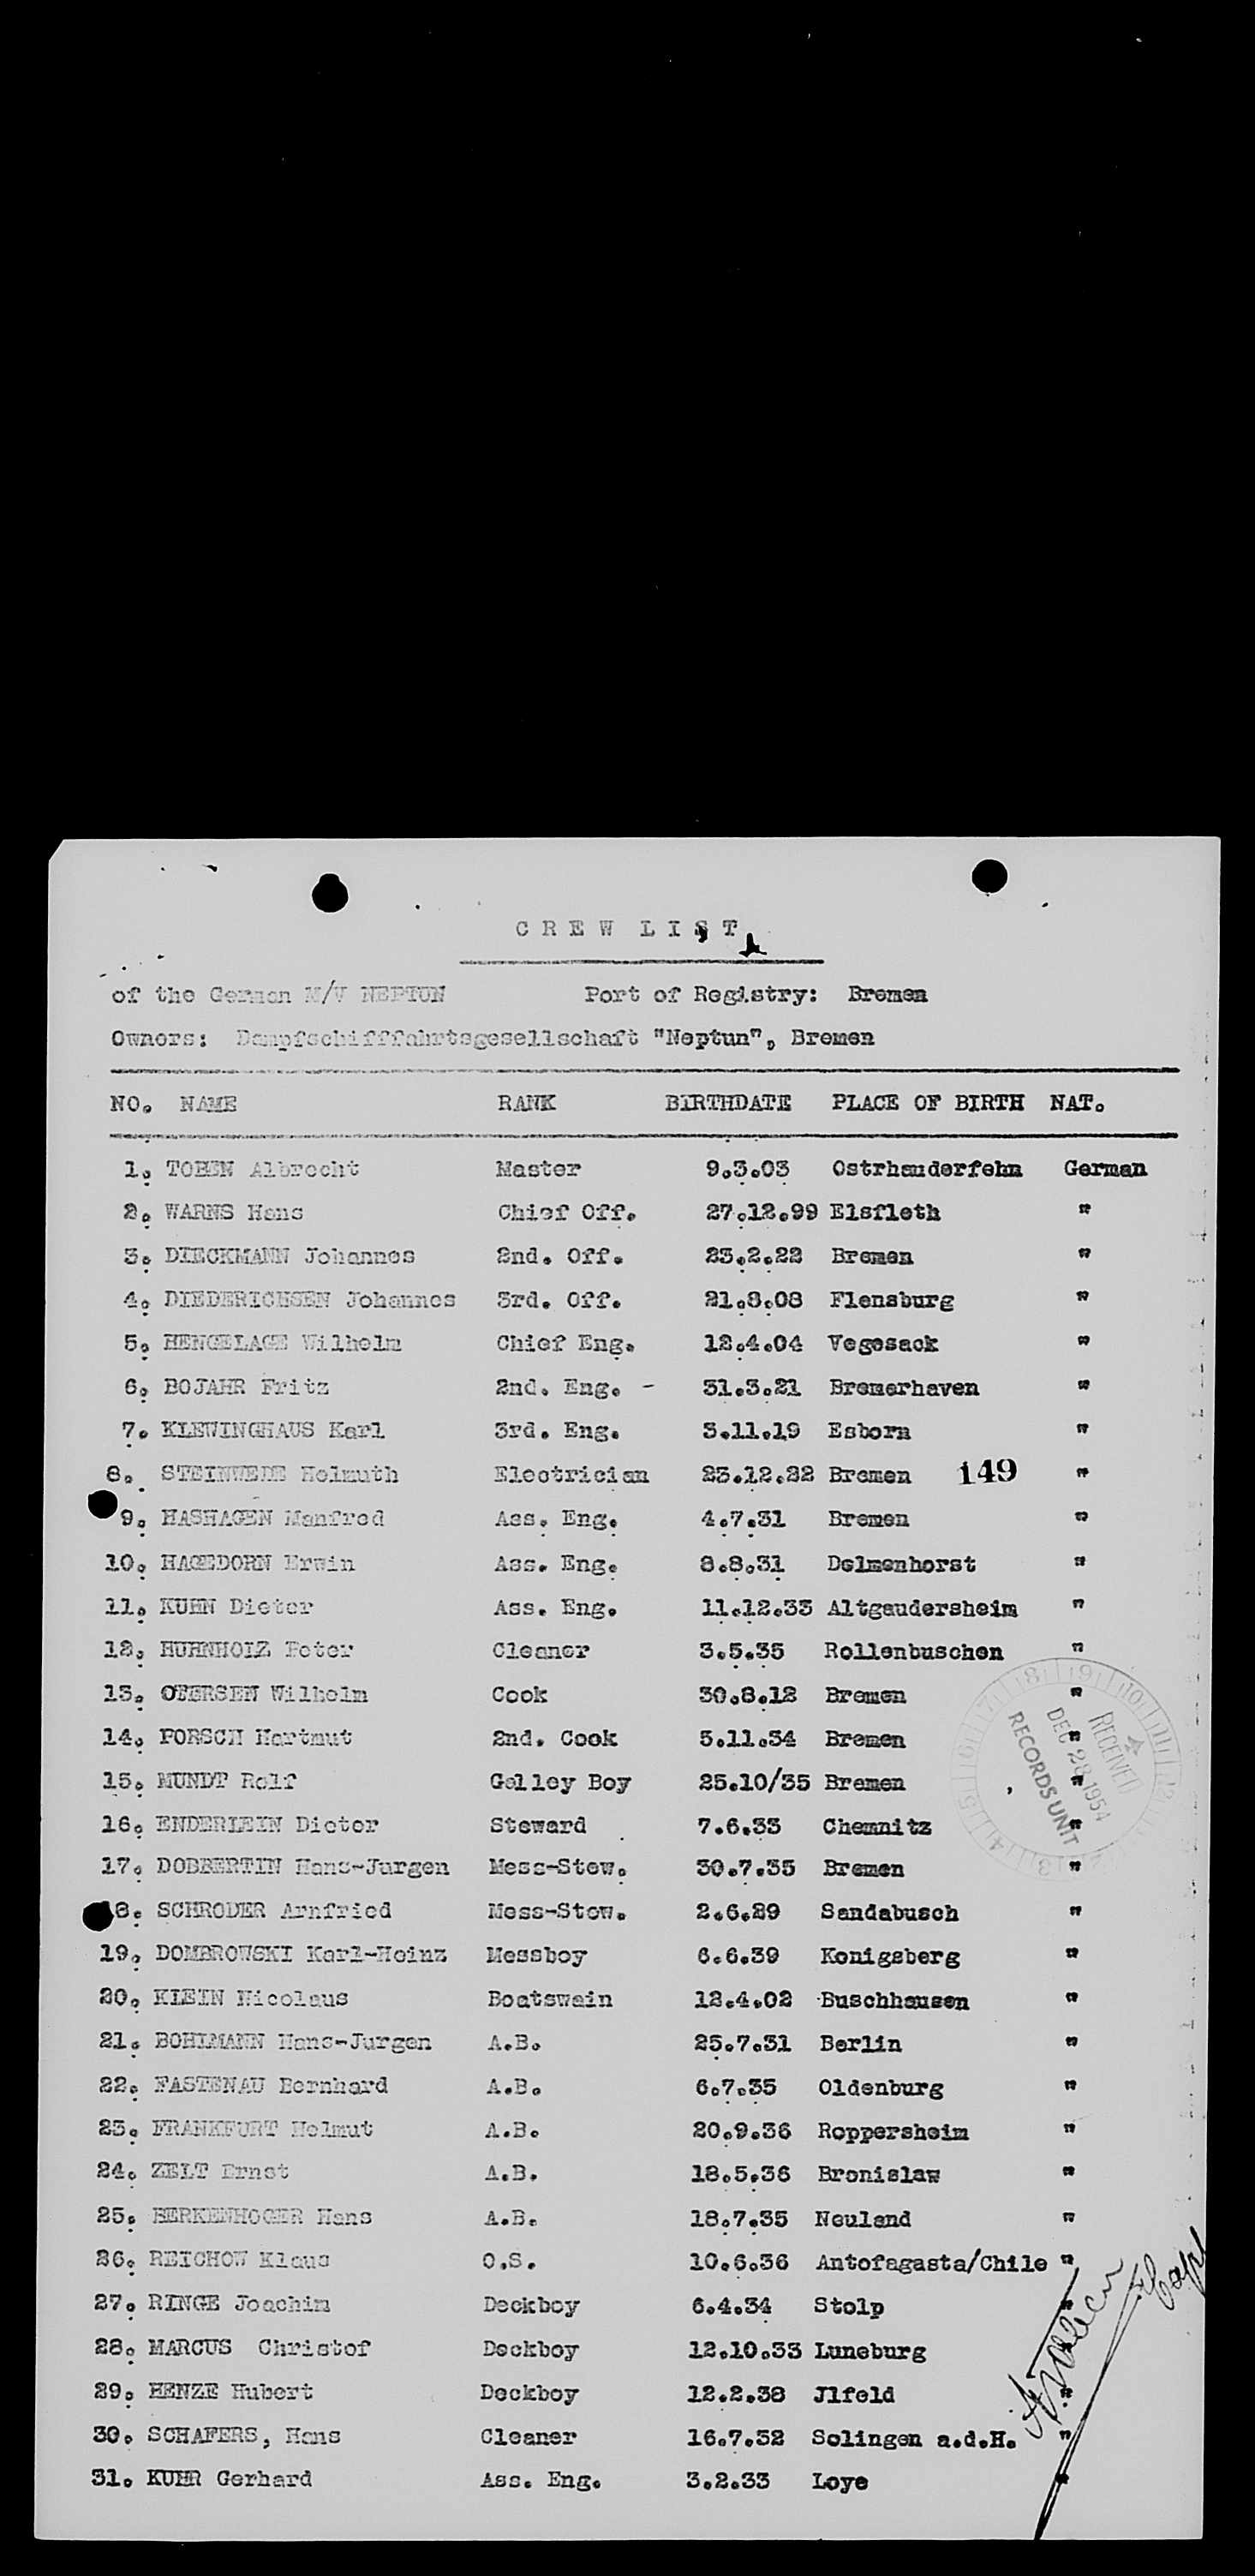 CREW LIST
of the German M/V NEPTUN Port of Registry: Bremen
Owners: Dampfschifffahrtsgesellschaft "Neptun", Bremen
NO. NAME RANK BIRTHDATE PLACE OF BIRTH NAT.
1. TOHEN Albrecht Master 9.3.03 Ostrhauderfehn German
2. WARNS Hans Chief Off. 27.12.99 Elsfleth "
3. DIECKMANN Johannes 2nd. Off. 23.2.22 Bremen "
4. DIEDERICHSEN Johannes 3rd. Off. 21.8.08 Flensburg "
5. HENGELAGE Wilhelm Chief Eng. 12.4.04 Vegesack "
6. BOJAHR Fritz 2nd. Eng. - 31.3.21 Bremerhaven "
7. KLEWINGHAUS Karl 3rd. Eng. 3.11.19 Esborn "
8. STEINWEDE Helmuth Electrician 23.12.22 Bremen 149 "
9. HASHAGEN Manfred Ass. Eng. 4.7.31 Bremen "
10. HAGEDORN Erwin Ass. Eng. 8.8.31 Delmenhorst "
11. KUHN Dieter Ass. Eng. 11.12.33 Altgaudersheim "
12. HUHNHOLZ Peter Cleaner 3.5.35 Rollenbuschen "
13. OTERSEN Wilhelm Cook 30.8.12 Bremen "
14. PORSCH Hartmut 2nd. Cook 5.11.34 Bremen "
15. MUNDT Rolf Galley Boy 25.10/35 Bremen "
16. ENDERLEIN Dieter Steward 7.6.33 Chemnitz "
17. DOBBERTIN Hans-Jurgen Mess-Stew. 30.7.35 Bremen "
18. SCHRODER Arnfried Mess-Stew. 2.6.29 Sandabusch "
19. DOMBROWSKI Karl-Heinz Messboy 6.6.39 Konigsberg "
20. KLEIN Nicolaus Boatswain 12.4.02 Buschhausen "
21. BOHLMANN Hans-Jurgen A.B. 25.7.31 Berlin "
22. FASTENAU Bernhard A.B. 6.7.35 Oldenburg "
23. FRANKFURT Helmut A.B. 20.9.36 Roppersheim "
24. ZELT Ernst A.B. 18.5.36 Bronislaw "
25. BERKENHOGER Hans A.B. 18.7.35 Neuland "
26. REICHOW Klaus O.S. 10.6.36 Antofagasta/Chile "
27. RINGE Joachim Deckboy 6.4.34 Stolp "
28. MARCUS Christof Deckboy 12.10.33 Luneburg
29. HENZE Hubert Deckboy 12.2.38 Jlfeld "
30. SCHAFERS, Hans Cleaner 16.7.32 Solingen a.d.H. "
31. KUHR Gerhard Ass. Eng. 3.2.33 Loye "
RECEIVED
DEC 28 1954
RECORDS UNIT